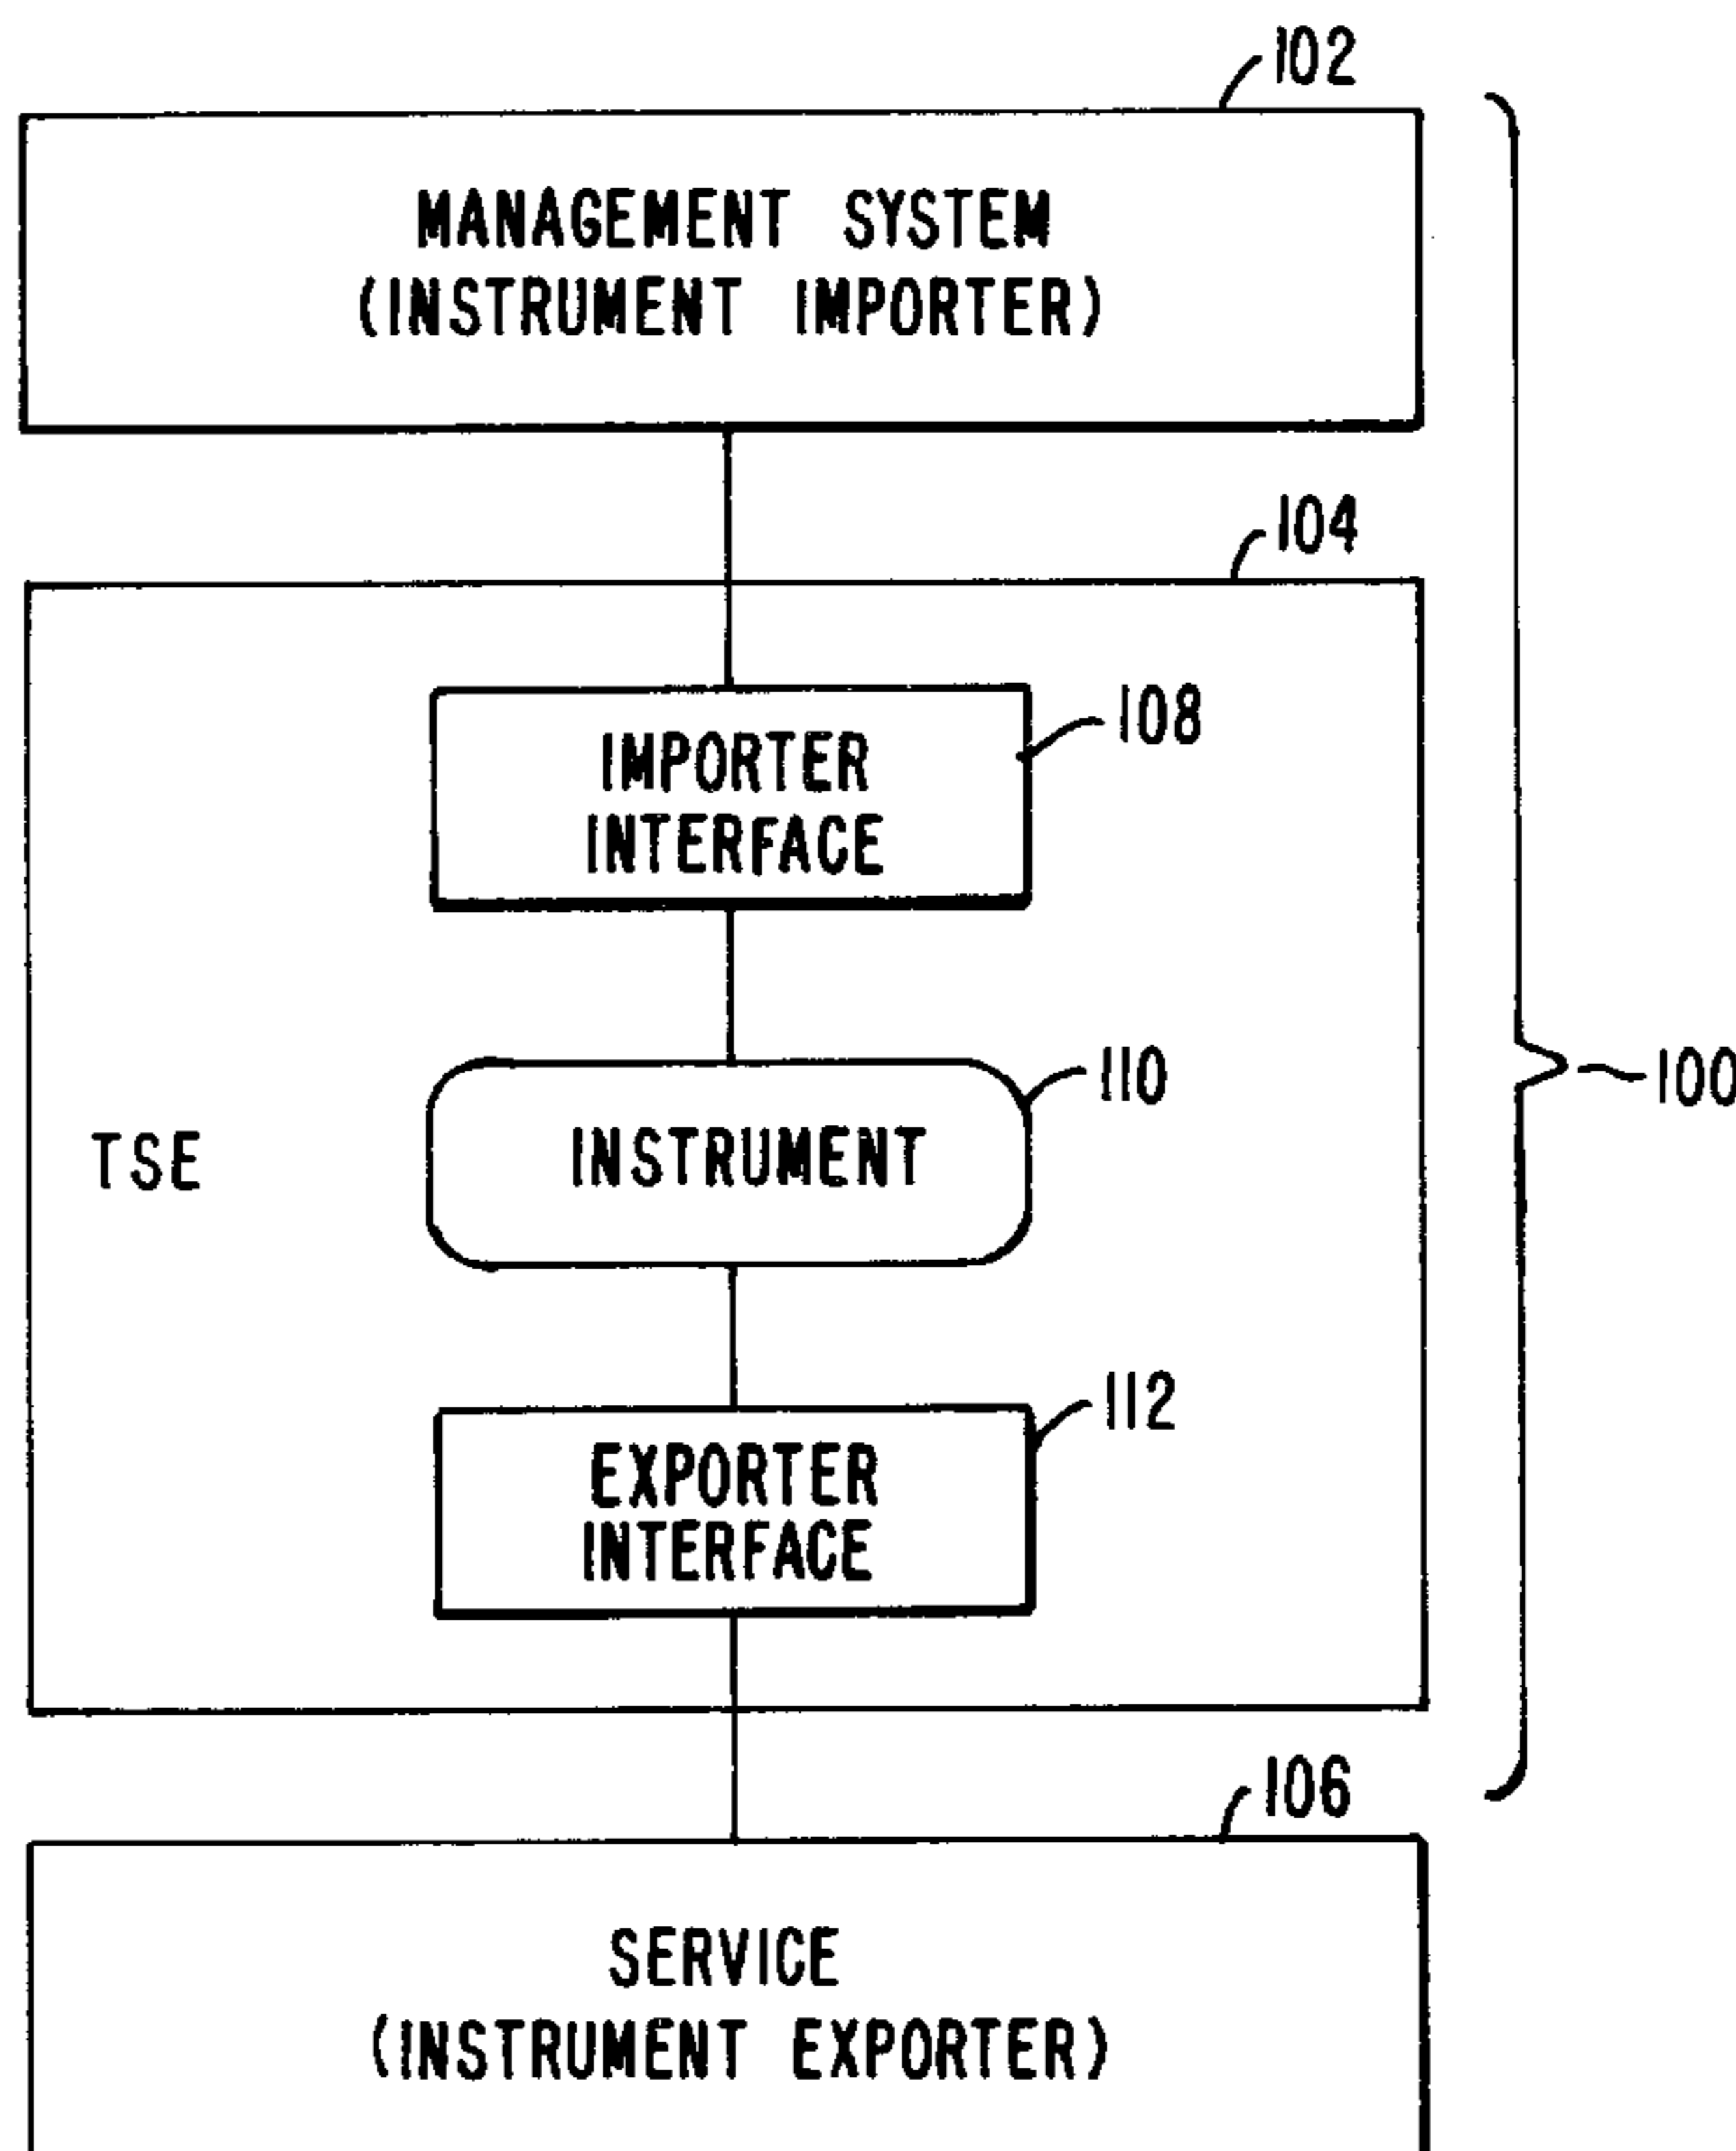 102
MANAGEMENT SYSTEM
(INSTRUMENT IMPORTER)
104
108
IMPORTER
INTERFACE
110
100
INSTRUMENT
TSE
112
EXPORTER
INTERFACE
106
SERVICE
(INSTRUMENT EXPORTER)